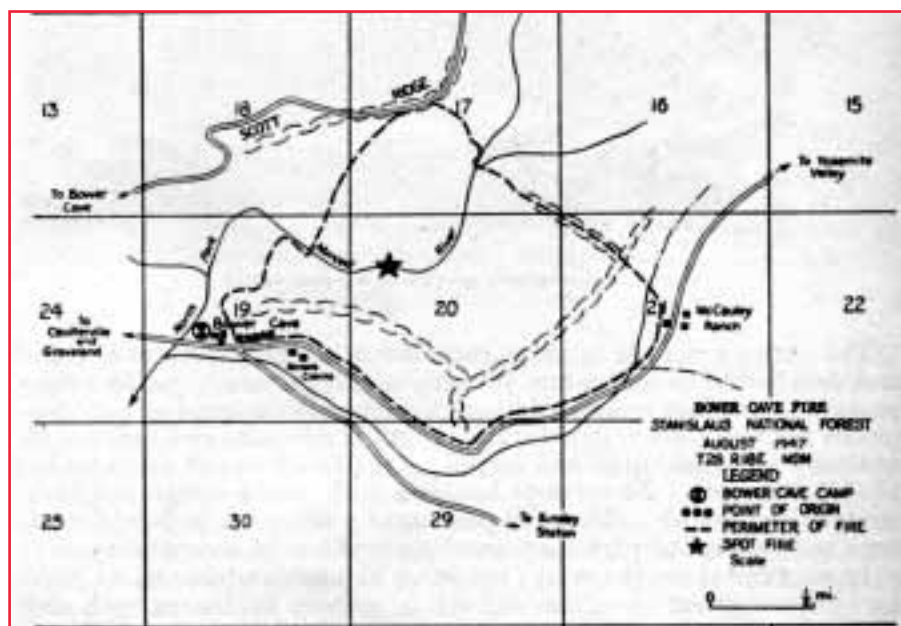 13
18
SCOTT
RIDGE
17
16
15
To Yosemite
Valley
To Bower
Cave
24
To
Coulterville
and
Groveland
19
Bower Cave
20
21
McCauley
Ranch
22
25
30
29
BOWER CAVE FIRE
STANISLAUS NATIONAL FOREST
AUGUST 1947
LEGEND
BOWER CAVE CAMP
POINT OF ORIGIN
PERIMETER OF FIRE
SPOT FIRE
Scale
0
1 mi.